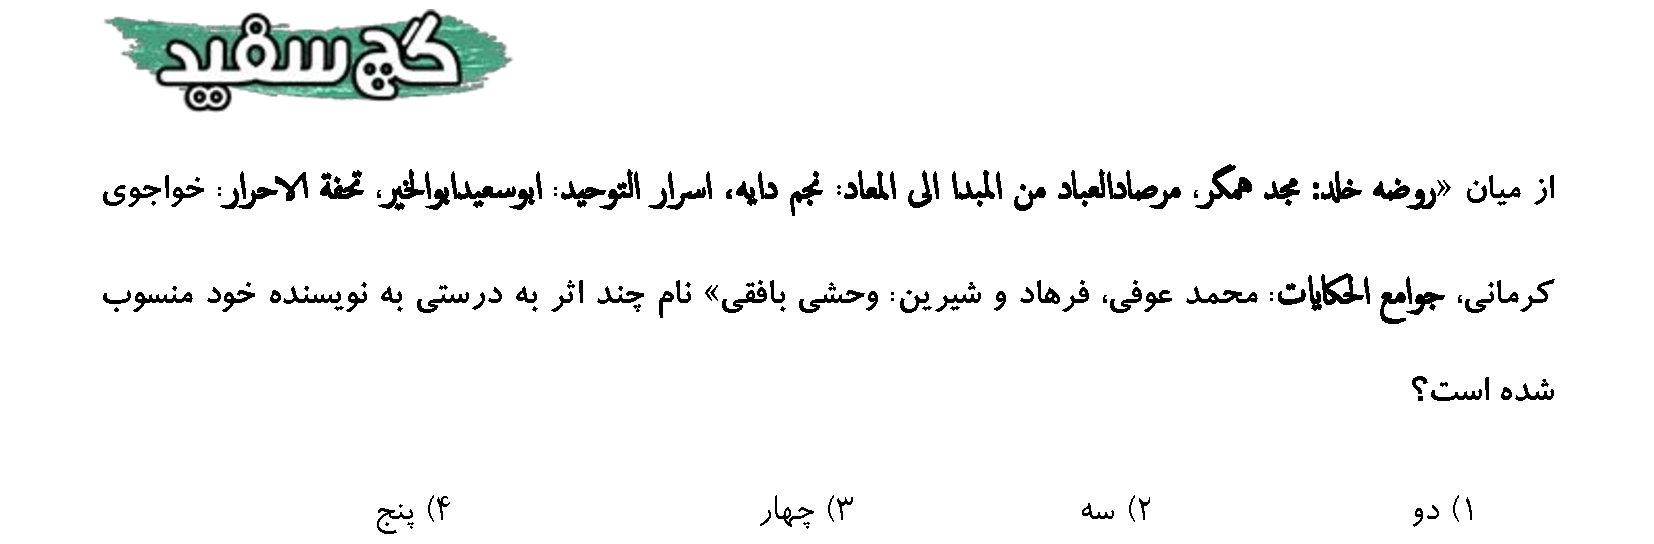 گچ سفید
از میان «روضه خلد: مجد همگر، مرصادالعباد من المبدا الی المعاد: نجم دایه، اسرار التوحید: ابوسعیدابوالخیر، تحفة الاحرار: خواجوی
کرمانی، جوامع الحکایات: محمد عوفی، فرهاد و شیرین: وحشی بافقی» نام چند اثر به درستی به نویسنده خود منسوب
شده است؟
۱) دو ۲) سه ۳) چهار ۴) پنج